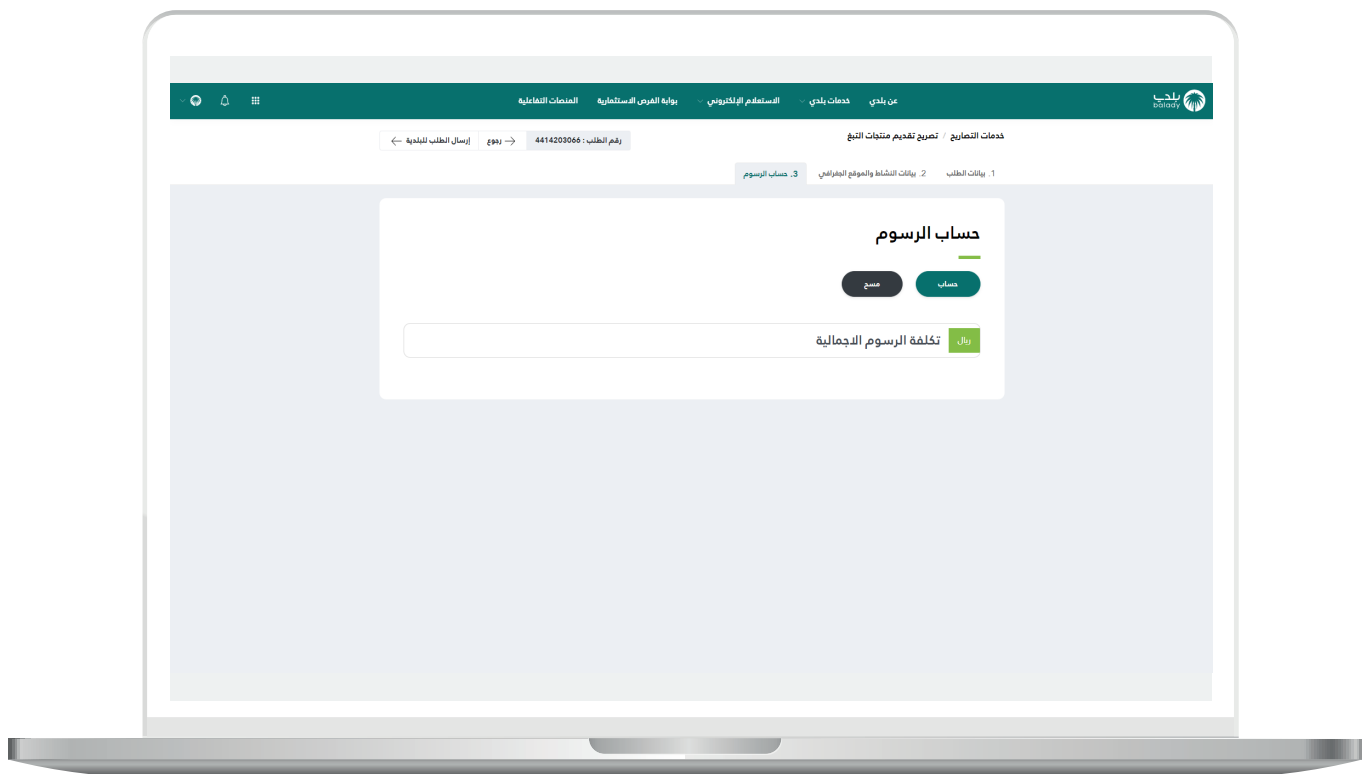 بلدي
balady
عن بلدي
خدمات بلدي
الاستعلام الإلكتروني
بوابة الفرص الاستثمارية
المنصات التفاعلية
خدمات التصاريح / تصريح تقديم منتجات التبغ
رقم الطلب : 4414203066
رجوع
إرسال الطلب للبلدية
1. بيانات الطلب
2. بيانات النشاط والموقع الجغرافي
3. حساب الرسوم
حساب الرسوم
حساب
مسح
ريال
تكلفة الرسوم الاجمالية